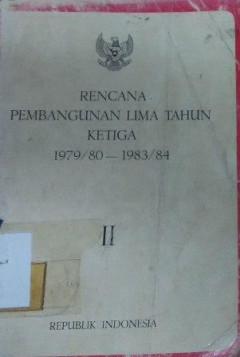 RENCANA
PEMBANGUNAN LIMA TAHUN
KETIGA
1979/80 — 1983/84
II
REPUBLIK INDONESIA